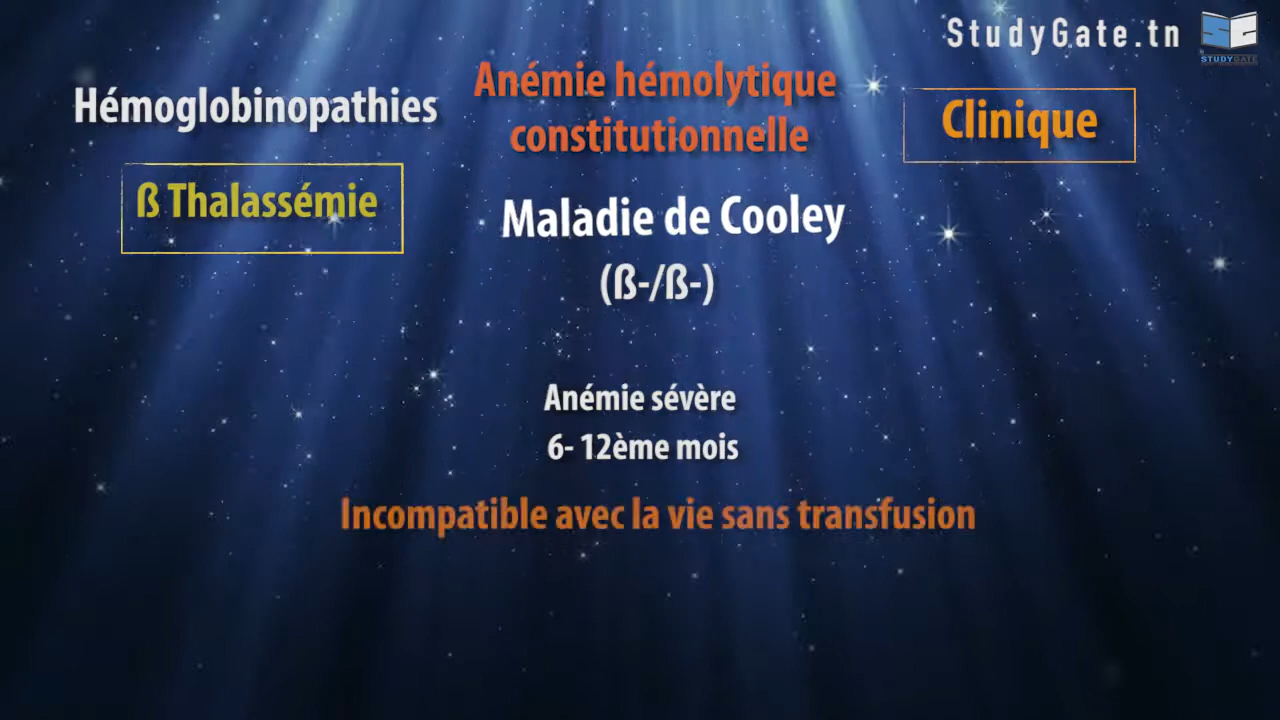 StudyGate.tn
STUDYGATE
Hémoglobinopathies
Anémie hémolytique
constitutionnelle
Clinique
ß Thalassémie
Maladie de Cooley
(ß-/ß-)
Anémie sévère
6- 12ème mois
Incompatible avec la vie sans transfusion